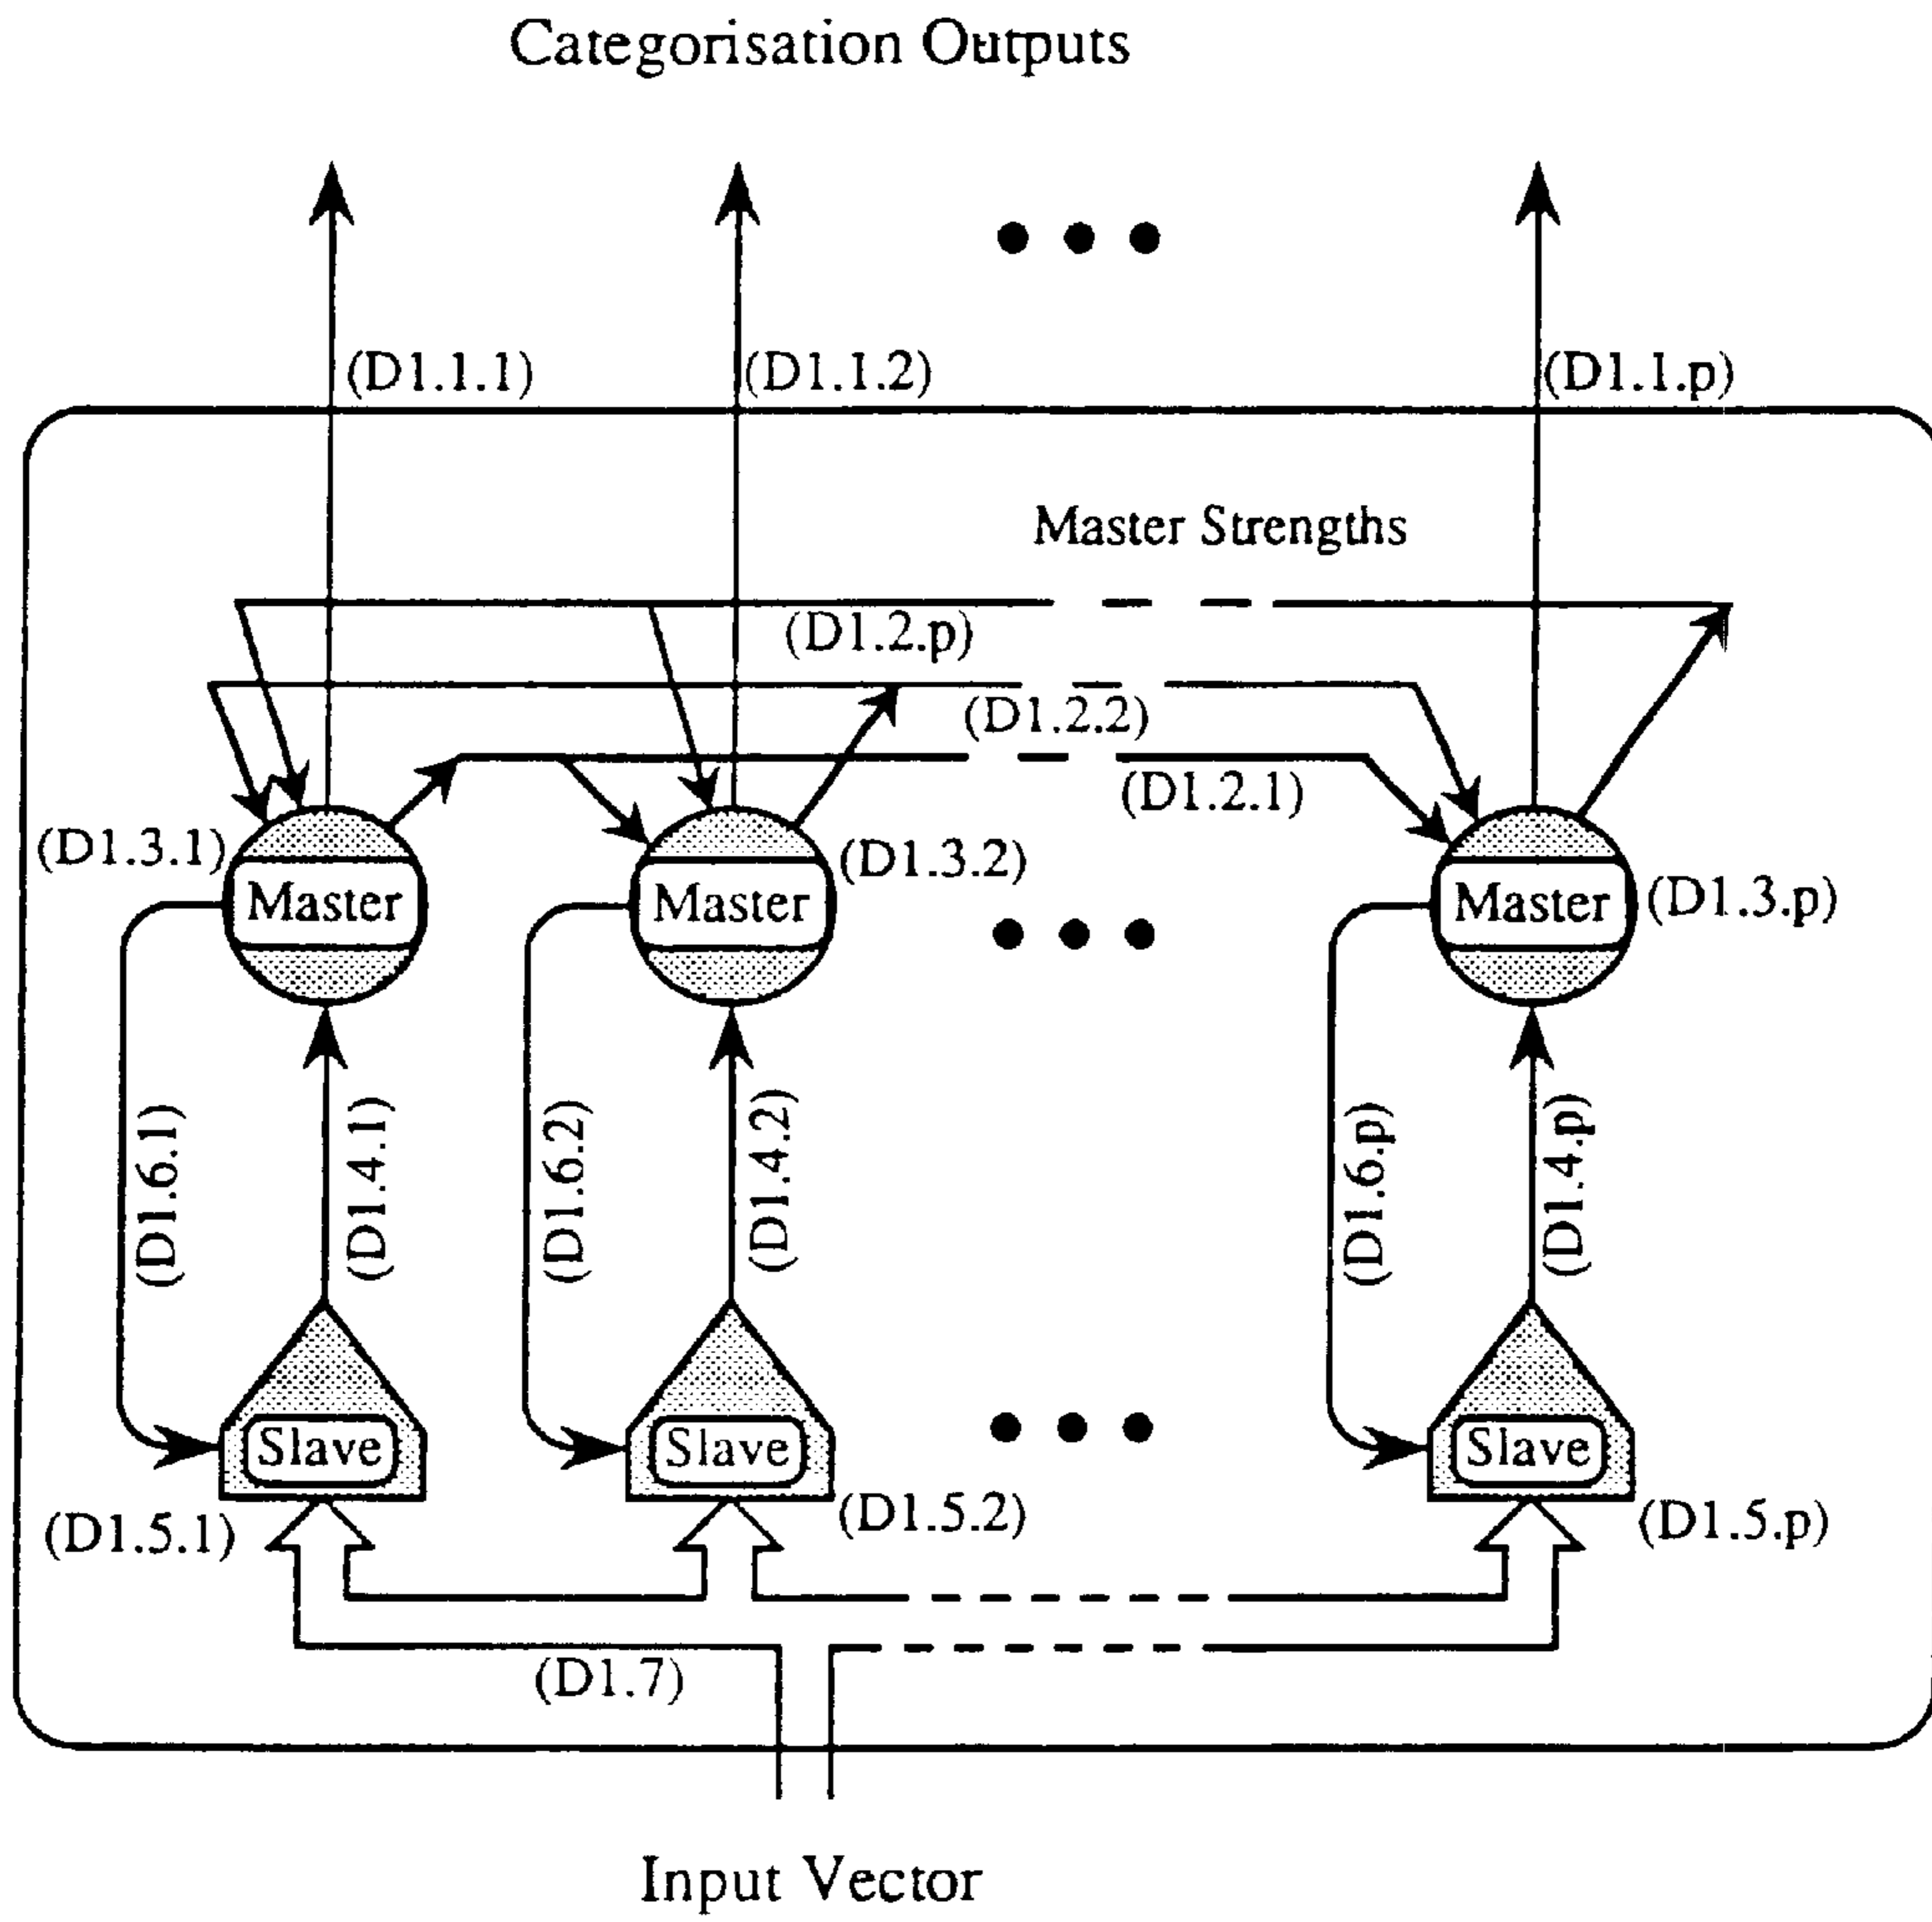 Categorisation Outputs
(D1.1.1) (D1.1.2) (D1.1.p)
Master Strengths
(D1.2.p)
(D1.2.2)
(D1.2.1)
(D1.3.1) (D1.3.2)
Master Master Master (D1.3.p)
(D1.6.1) (D1.4.1) (D1.6.2) (D1.4.2) (D1.6.p) (D1.4.p)
Slave Slave Slave
(D1.5.1) (D1.5.2) (D1.5.p)
(D1.7)
Input Vector